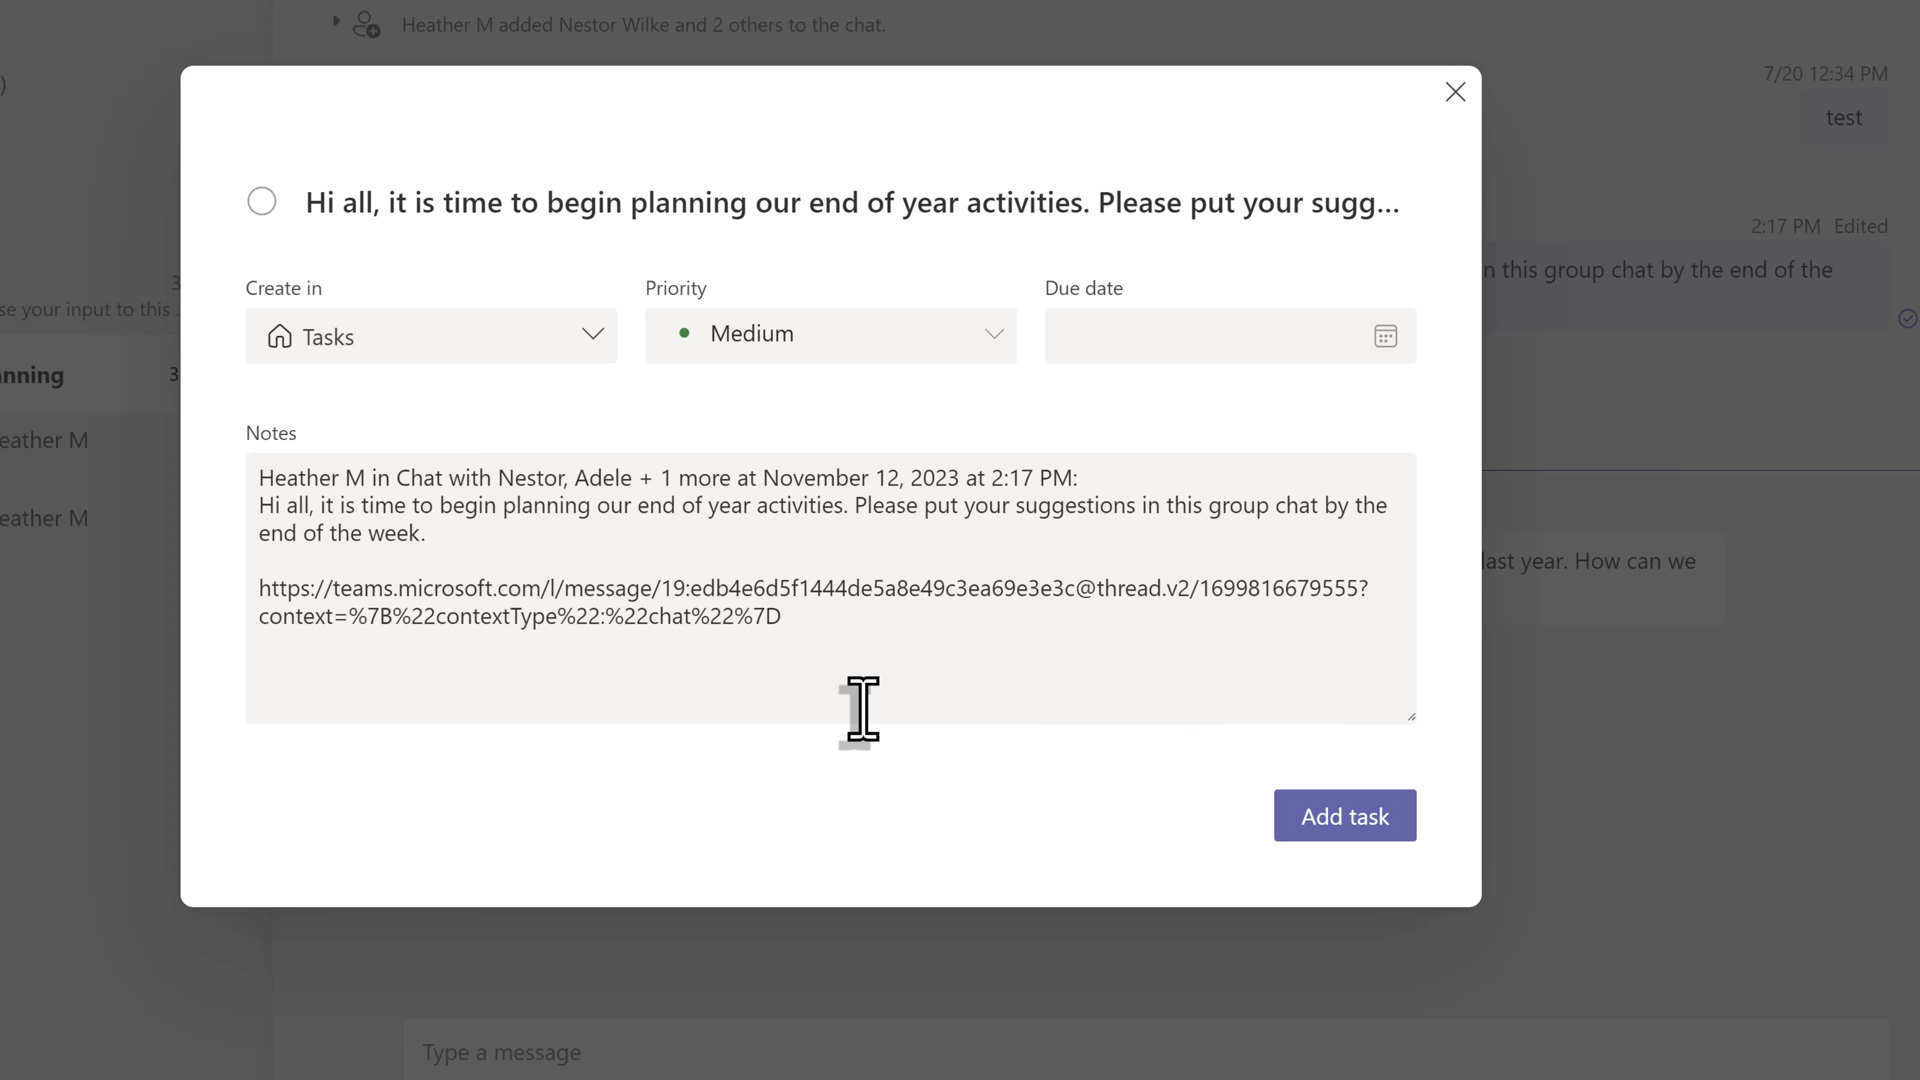 Heather M added Nestor Wilke and 2 others to the chat.
7/20 12:34 PM
)
test
Hi all, it is time to begin planning our end of year activities. Please put your sugg...
2:17 PM Edited
n this group chat by the end of the
Create in
Priority
Due date
3
se your input to this .
Tasks
Medium
anning
3
eather M
Notes
Heather M in Chat with Nestor, Adele + 1 more at November 12, 2023 at 2:17 PM:
Hi all, it is time to begin planning our end of year activities. Please put your suggestions in this group chat by the
end of the week.
eather M
last year. How can we
https://teams.microsoft.com/l/message/19:edb4e6d5f1444de5a8e49c3ea69e3e3c@thread.v2/1699816679555?
context=%7B%22contextType%22:%22chat%22%7D
Add task
Type a message